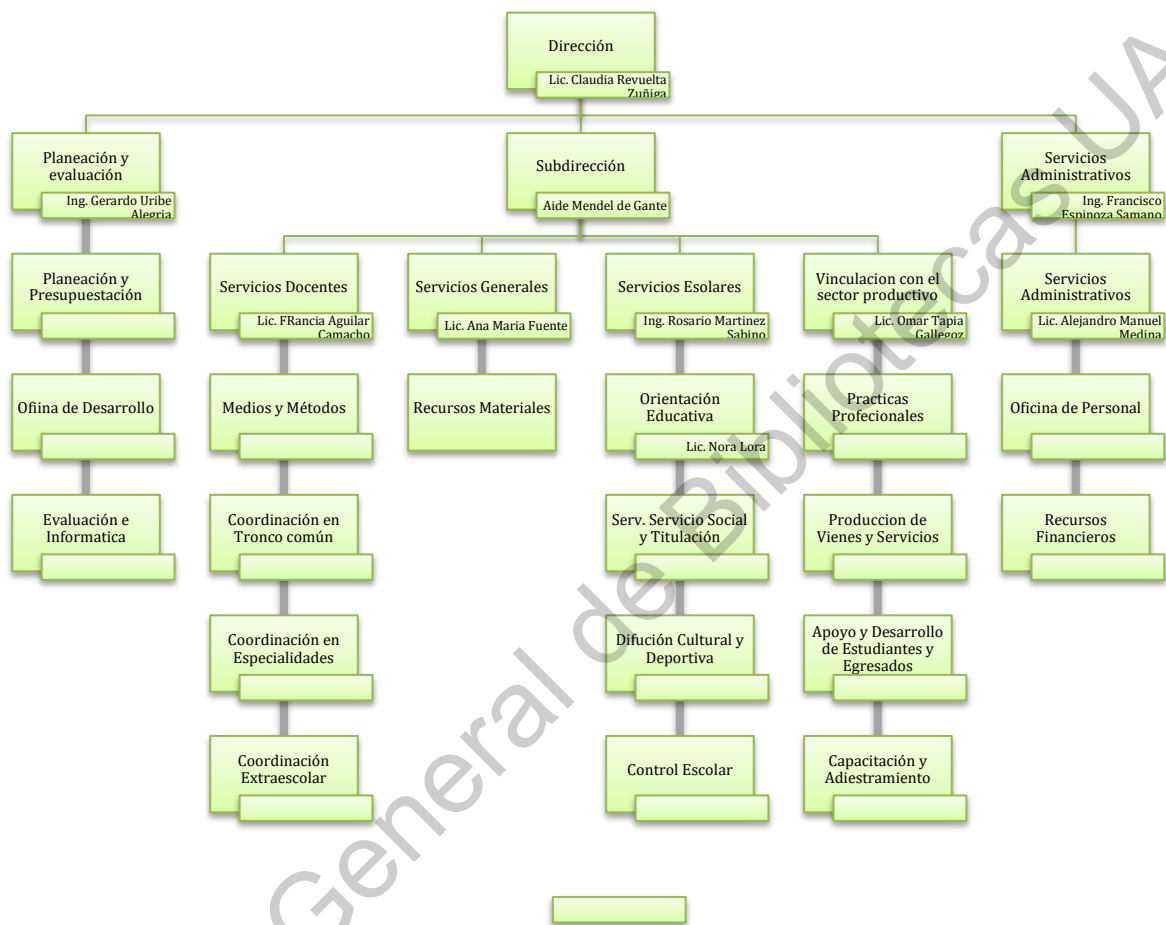 Dirección
Lic. Claudia Revuelta
Zuñiga
Planeación y
evaluación
Ing. Gerardo Uribe
Alegria
Subdirección
Aide Mendel de Gante
Servicios
Administrativos
Ing. Francisco
Espinoza Samano
Planeación y
Presupuestación
Servicios Docentes
Lic. FRancia Aguilar
Camacho
Servicios Generales
Lic. Ana Maria Fuente
Servicios Esolares
Ing. Rosario Martinez
Sabino
Vinculacion con el
sector productivo
Lic. Omar Tapia
Gallegoz
Servicios
Administrativos
Lic. Alejandro Manuel
Medina
Ofiina de Desarrollo
Medios y Métodos
Recursos Materiales
Orientación
Educativa
Lic. Nora Lora
Practicas
Profecionales
Oficina de Personal
Evaluación e
Informatica
Coordinación en
Tronco común
Serv. Servicio Social
y Titulación
Produccion de
Vienes y Servicios
Recursos
Financieros
Coordinación en
Especialidades
Difución Cultural y
Deportiva
Apoyo y Desarrollo
de Estudiantes y
Egresados
Coordinación
Extraescolar
Control Escolar
Capacitación y
Adiestramiento
General de Bibliotecas UA